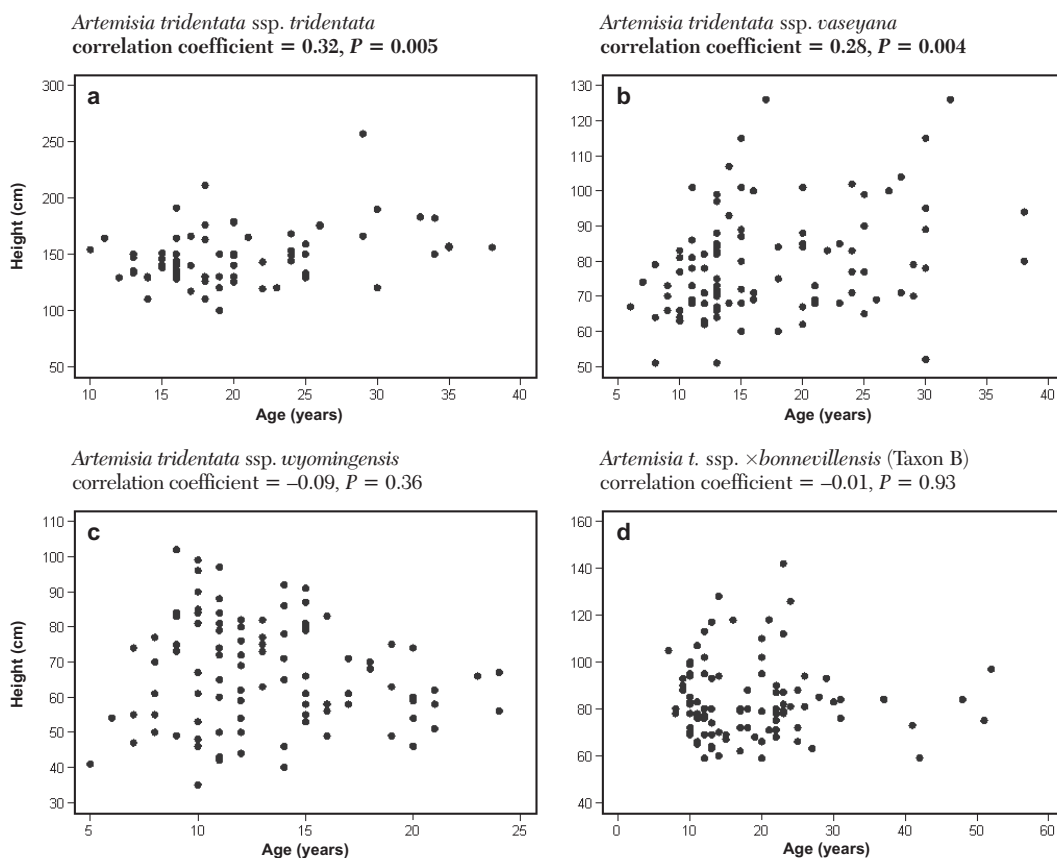 Artemisia tridentata ssp. tridentata
correlation coefficient = 0.32, P = 0.005
a
300
250
200
150
100
50
Height (cm)
10 15 20 25 30 35 40
Age (years)
Artemisia tridentata ssp. vaseyana
correlation coefficient = 0.28, P = 0.004
b
130
120
110
100
90
80
70
60
50
5 10 15 20 25 30 35 40
Age (years)
Artemisia tridentata ssp. wyomingensis
correlation coefficient = –0.09, P = 0.36
c
110
100
90
80
70
60
50
40
30
Height (cm)
5 10 15 20 25
Age (years)
Artemisia t. ssp. ×bonnevillensis (Taxon B)
correlation coefficient = –0.01, P = 0.93
d
160
140
120
100
80
60
40
0 10 20 30 40 50 60
Age (years)